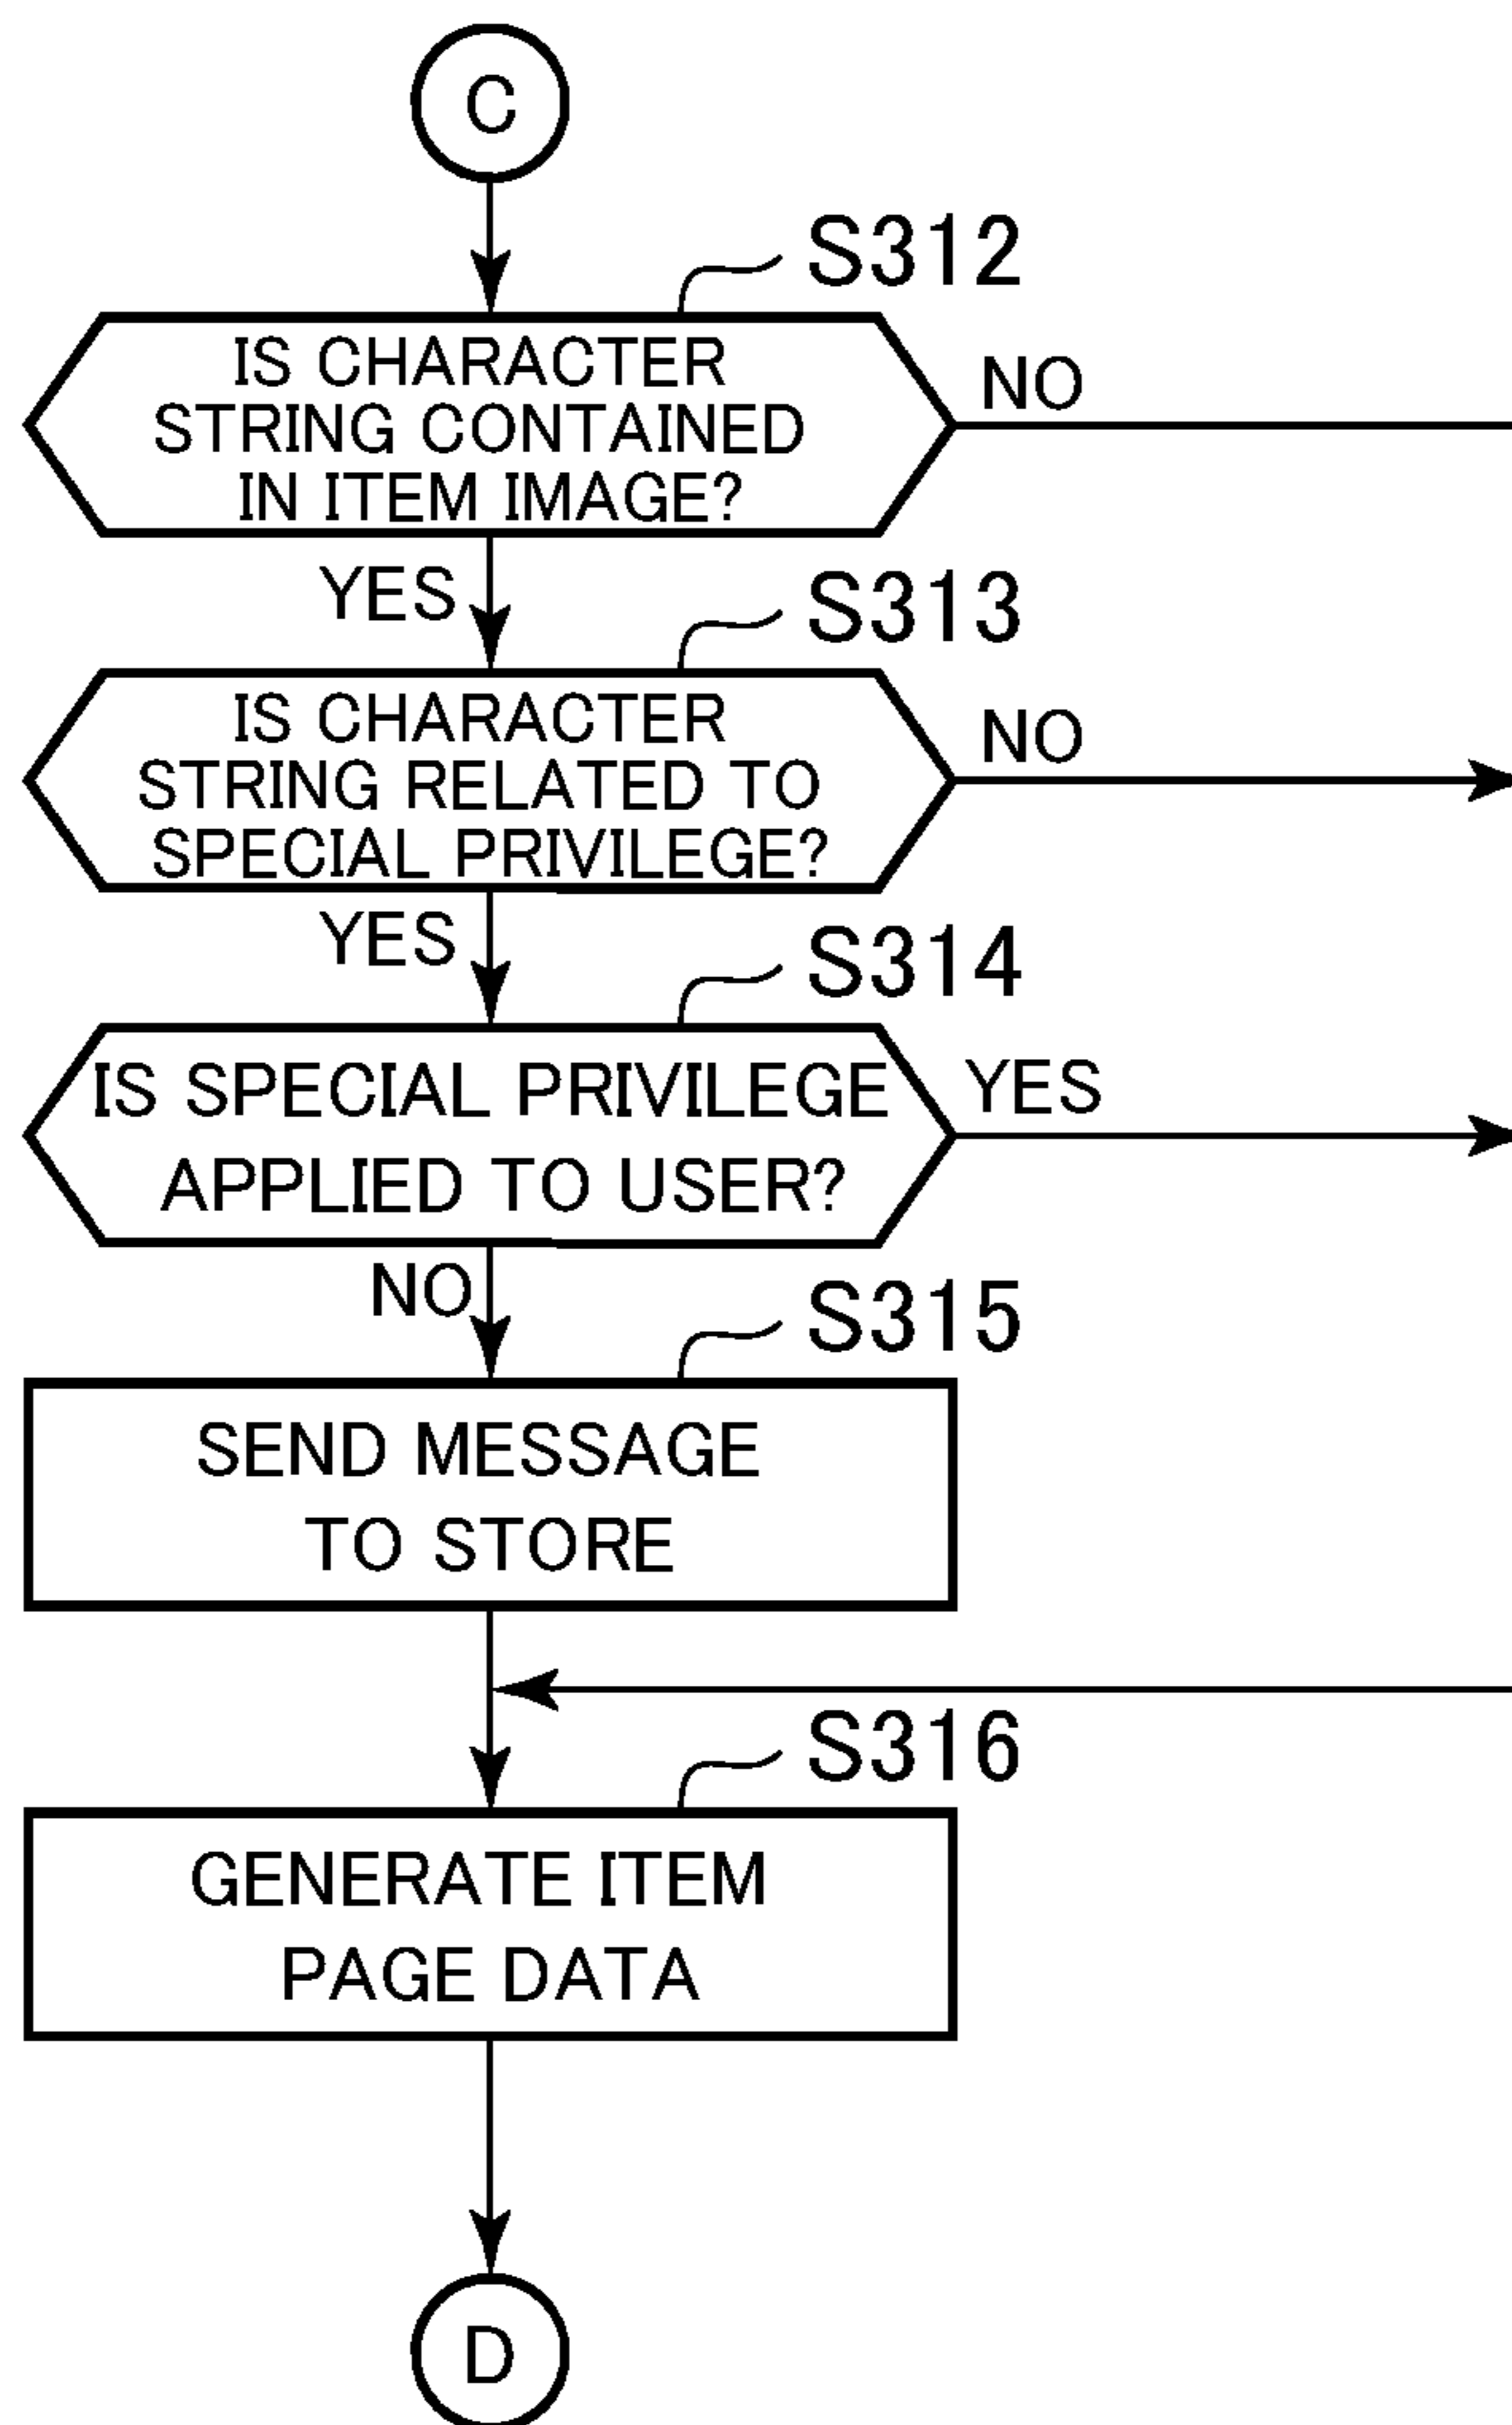 C
S312
IS CHARACTER
STRING CONTAINED
IN ITEM IMAGE?
NO
YES
S313
IS CHARACTER
STRING RELATED TO
SPECIAL PRIVILEGE?
NO
YES
S314
IS SPECIAL PRIVILEGE
APPLIED TO USER?
YES
NO
S315
SEND MESSAGE
TO STORE
S316
GENERATE ITEM
PAGE DATA
D